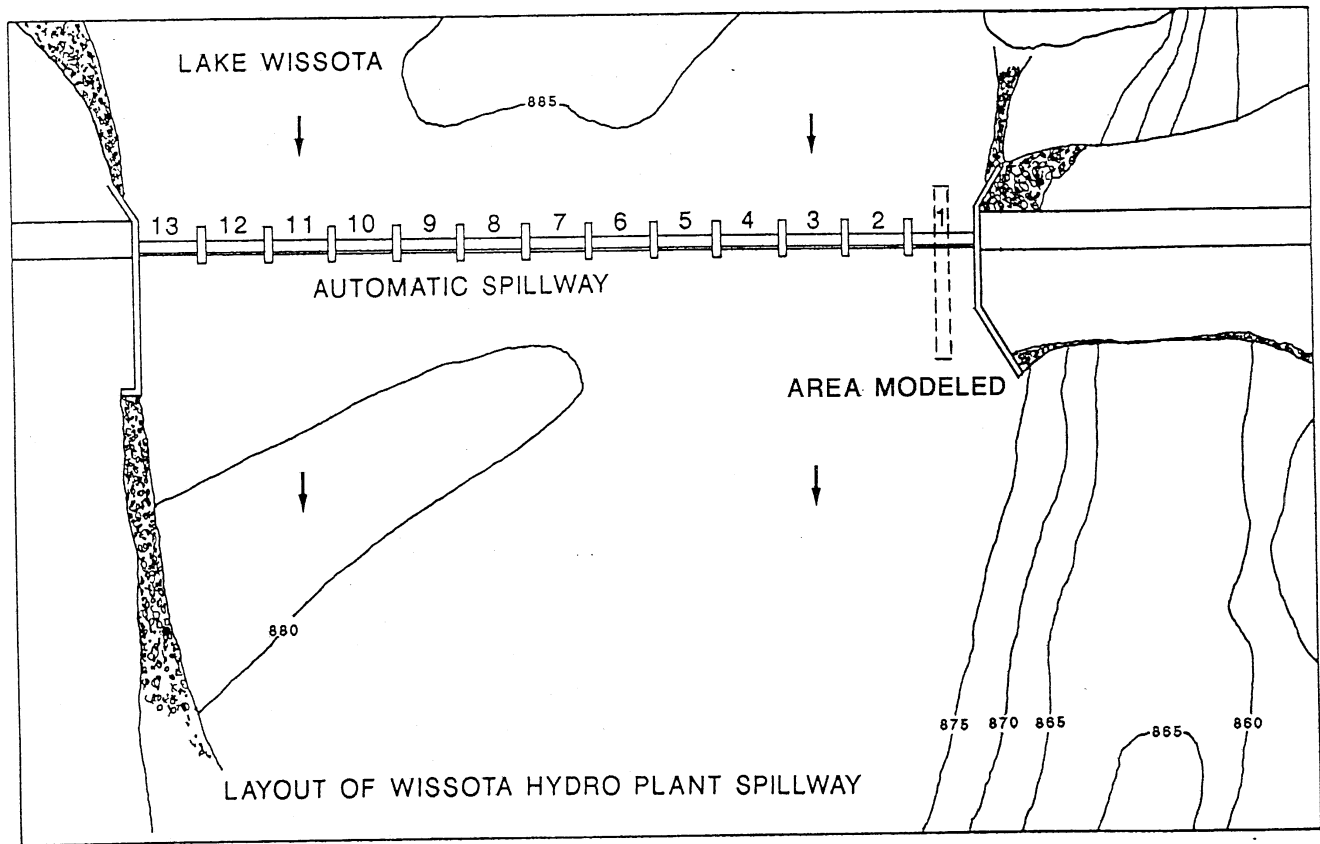 LAKE WISSOTA
885
13 12 11 10 9 8 7 6 5 4 3 2 1
AUTOMATIC SPILLWAY
AREA MODELED
880
875 870 865 865 860
LAYOUT OF WISSOTA HYDRO PLANT SPILLWAY